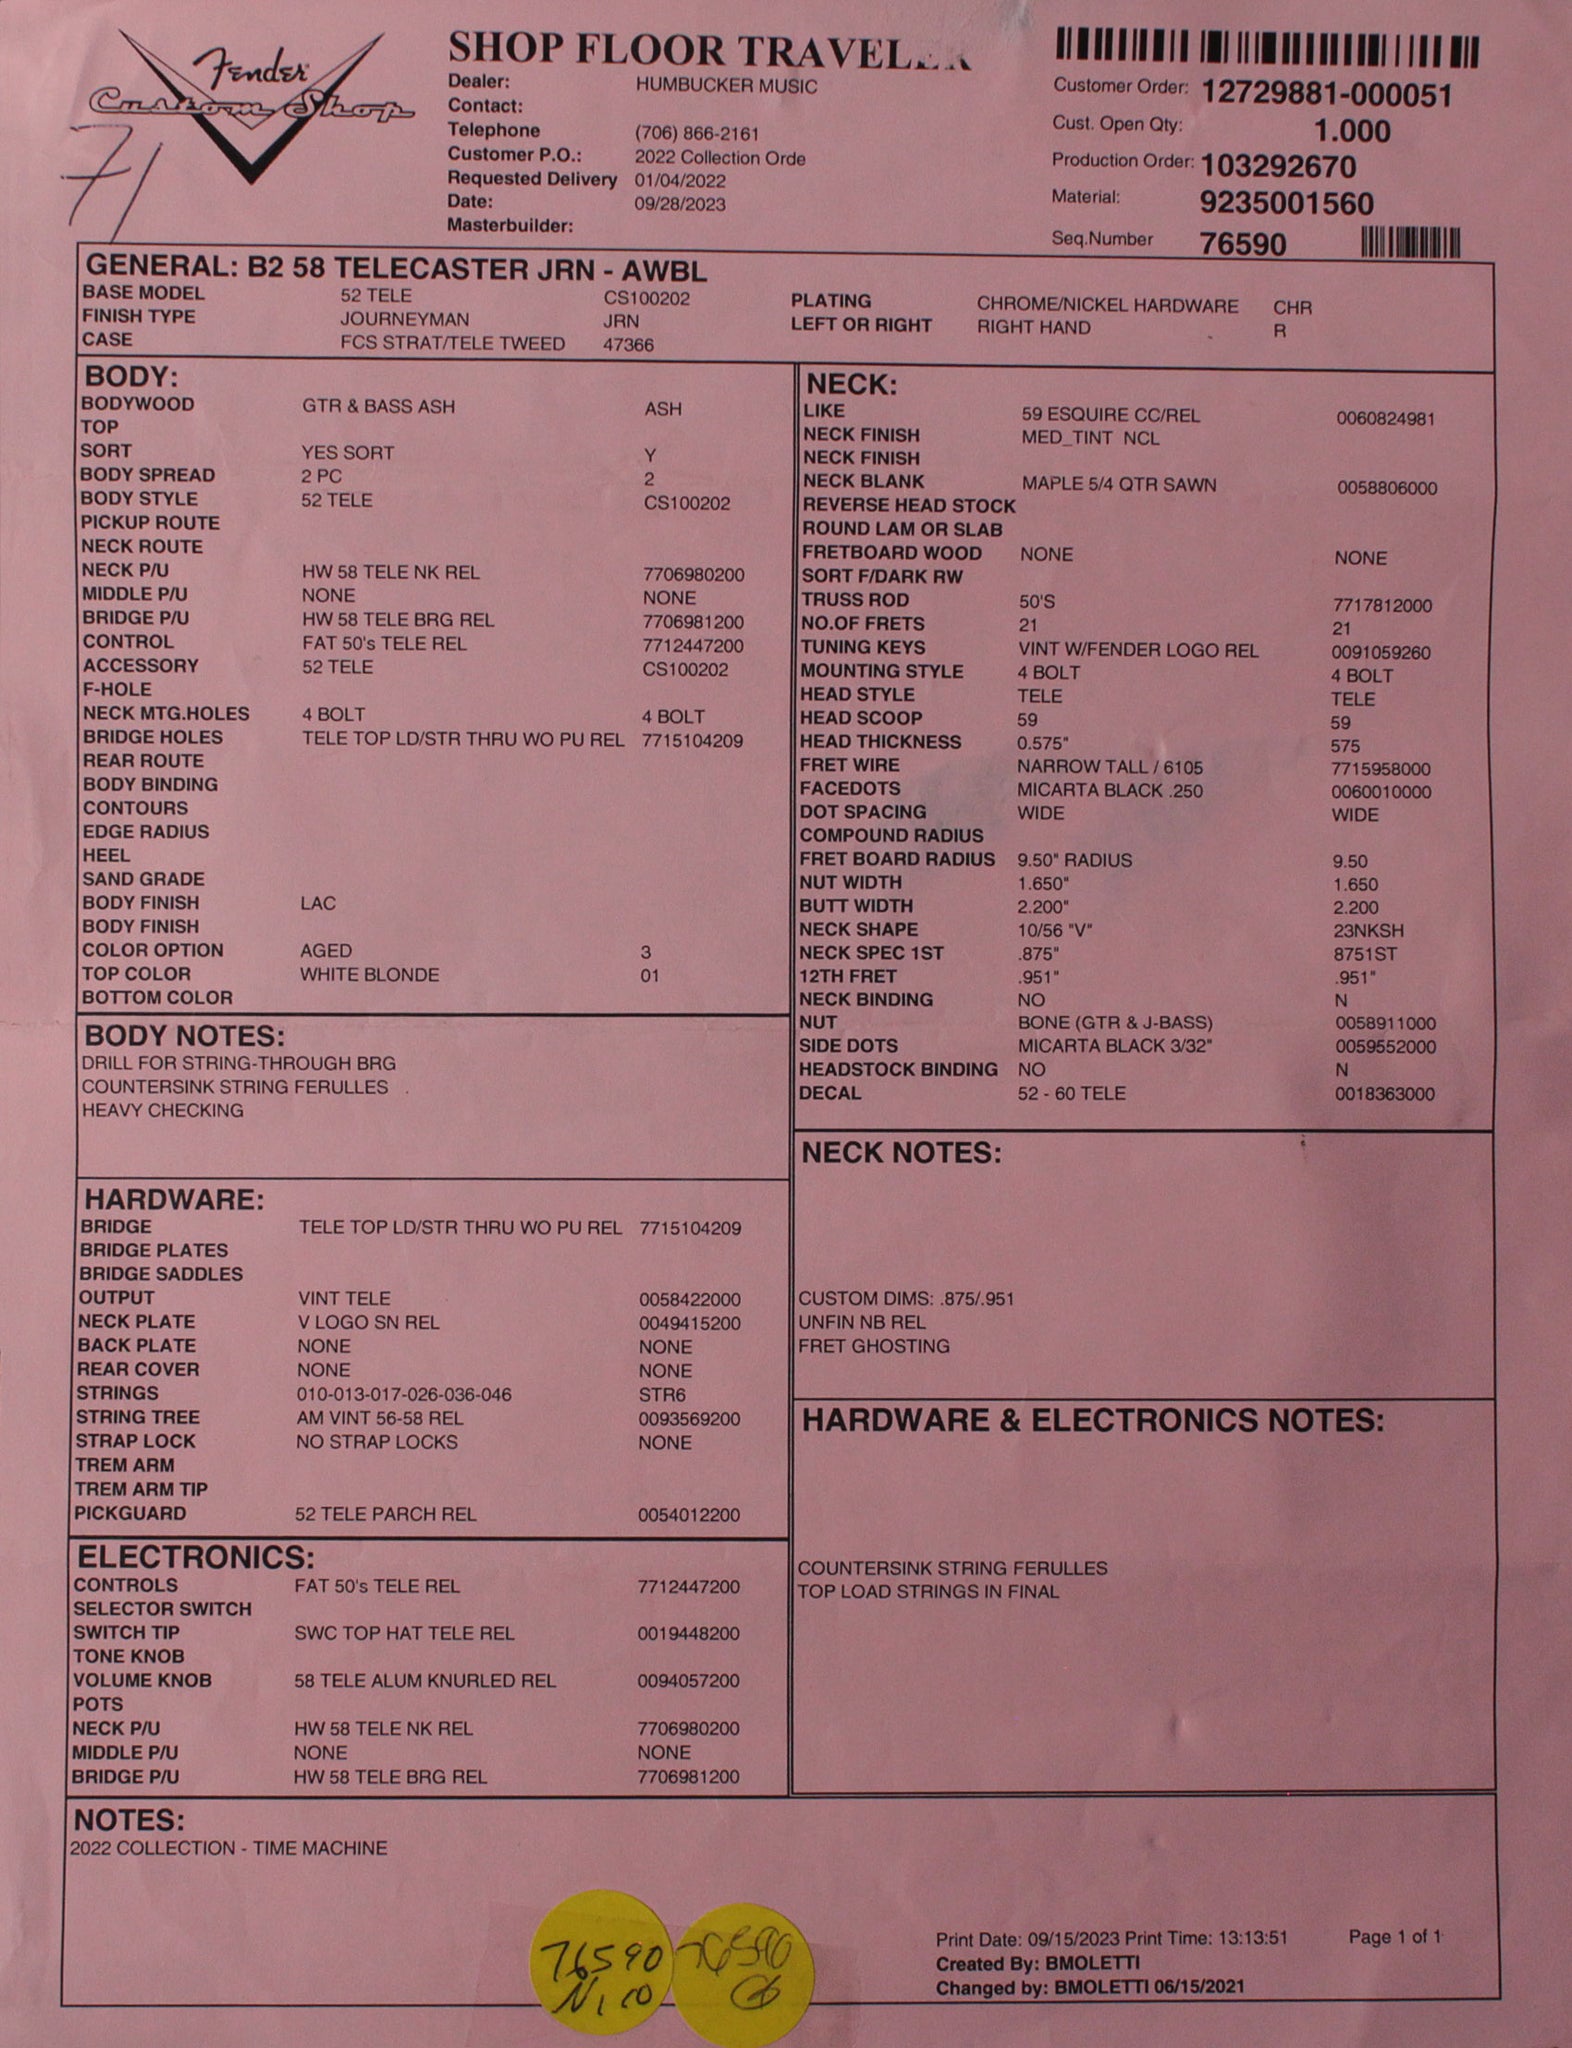 Fender
Custom Shop
71
SHOP FLOOR TRAVELER
Dealer: HUMBUCKER MUSIC
Contact:
Telephone (706) 866-2161
Customer P.O.: 2022 Collection Orde
Requested Delivery 01/04/2022
Date: 09/28/2023
Masterbuilder:
Customer Order: 12729881-000051
Cust. Open Qty: 1.000
Production Order: 103292670
Material: 9235001560
Seq.Number 76590
GENERAL: B2 58 TELECASTER JRN - AWBL
BASE MODEL 52 TELE CS100202
FINISH TYPE JOURNEYMAN JRN
CASE FCS STRAT/TELE TWEED 47366
PLATING CHROME/NICKEL HARDWARE CHR
LEFT OR RIGHT RIGHT HAND R
BODY:
BODYWOOD GTR & BASS ASH ASH
TOP
SORT YES SORT Y
BODY SPREAD 2 PC 2
BODY STYLE 52 TELE CS100202
PICKUP ROUTE
NECK ROUTE
NECK P/U HW 58 TELE NK REL 7706980200
MIDDLE P/U NONE NONE
BRIDGE P/U HW 58 TELE BRG REL 7706981200
CONTROL FAT 50's TELE REL 7712447200
ACCESSORY 52 TELE CS100202
F-HOLE
NECK MTG.HOLES 4 BOLT 4 BOLT
BRIDGE HOLES TELE TOP LD/STR THRU WO PU REL 7715104209
REAR ROUTE
BODY BINDING
CONTOURS
EDGE RADIUS
HEEL
SAND GRADE
BODY FINISH LAC
BODY FINISH
COLOR OPTION AGED 3
TOP COLOR WHITE BLONDE 01
BOTTOM COLOR
BODY NOTES:
DRILL FOR STRING-THROUGH BRG
COUNTERSINK STRING FERULLES
HEAVY CHECKING
HARDWARE:
BRIDGE TELE TOP LD/STR THRU WO PU REL 7715104209
BRIDGE PLATES
BRIDGE SADDLES
OUTPUT VINT TELE 0058422000
NECK PLATE V LOGO SN REL 0049415200
BACK PLATE NONE NONE
REAR COVER NONE NONE
STRINGS 010-013-017-026-036-046 STR6
STRING TREE AM VINT 56-58 REL 0093569200
STRAP LOCK NO STRAP LOCKS NONE
TREM ARM
TREM ARM TIP
PICKGUARD 52 TELE PARCH REL 0054012200
ELECTRONICS:
CONTROLS FAT 50's TELE REL 7712447200
SELECTOR SWITCH
SWITCH TIP SWC TOP HAT TELE REL 0019448200
TONE KNOB
VOLUME KNOB 58 TELE ALUM KNURLED REL 0094057200
POTS
NECK P/U HW 58 TELE NK REL 7706980200
MIDDLE P/U NONE NONE
BRIDGE P/U HW 58 TELE BRG REL 7706981200
NECK:
LIKE 59 ESQUIRE CC/REL 0060824981
NECK FINISH MED_TINT NCL
NECK FINISH
NECK BLANK MAPLE 5/4 QTR SAWN 0058806000
REVERSE HEAD STOCK
ROUND LAM OR SLAB
FRETBOARD WOOD NONE NONE
SORT F/DARK RW
TRUSS ROD 50'S 7717812000
NO.OF FRETS 21 21
TUNING KEYS VINT W/FENDER LOGO REL 0091059260
MOUNTING STYLE 4 BOLT 4 BOLT
HEAD STYLE TELE TELE
HEAD SCOOP 59 59
HEAD THICKNESS 0.575" 575
FRET WIRE NARROW TALL / 6105 7715958000
FACEDOTS MICARTA BLACK .250 0060010000
DOT SPACING WIDE WIDE
COMPOUND RADIUS
FRET BOARD RADIUS 9.50" RADIUS 9.50
NUT WIDTH 1.650" 1.650
BUTT WIDTH 2.200" 2.200
NECK SHAPE 10/56 "V" 23NKSH
NECK SPEC 1ST .875" 8751ST
12TH FRET .951" .951"
NECK BINDING NO N
NUT BONE (GTR & J-BASS) 0058911000
SIDE DOTS MICARTA BLACK 3/32" 0059552000
HEADSTOCK BINDING NO N
DECAL 52 - 60 TELE 0018363000
NECK NOTES:
CUSTOM DIMS: .875/.951
UNFIN NB REL
FRET GHOSTING
HARDWARE & ELECTRONICS NOTES:
COUNTERSINK STRING FERULLES
TOP LOAD STRINGS IN FINAL
NOTES:
2022 COLLECTION - TIME MACHINE
76590
Nico
76590
Print Date: 09/15/2023 Print Time: 13:13:51 Page 1 of 1
Created By: BMOLETTI
Changed by: BMOLETTI 06/15/2021